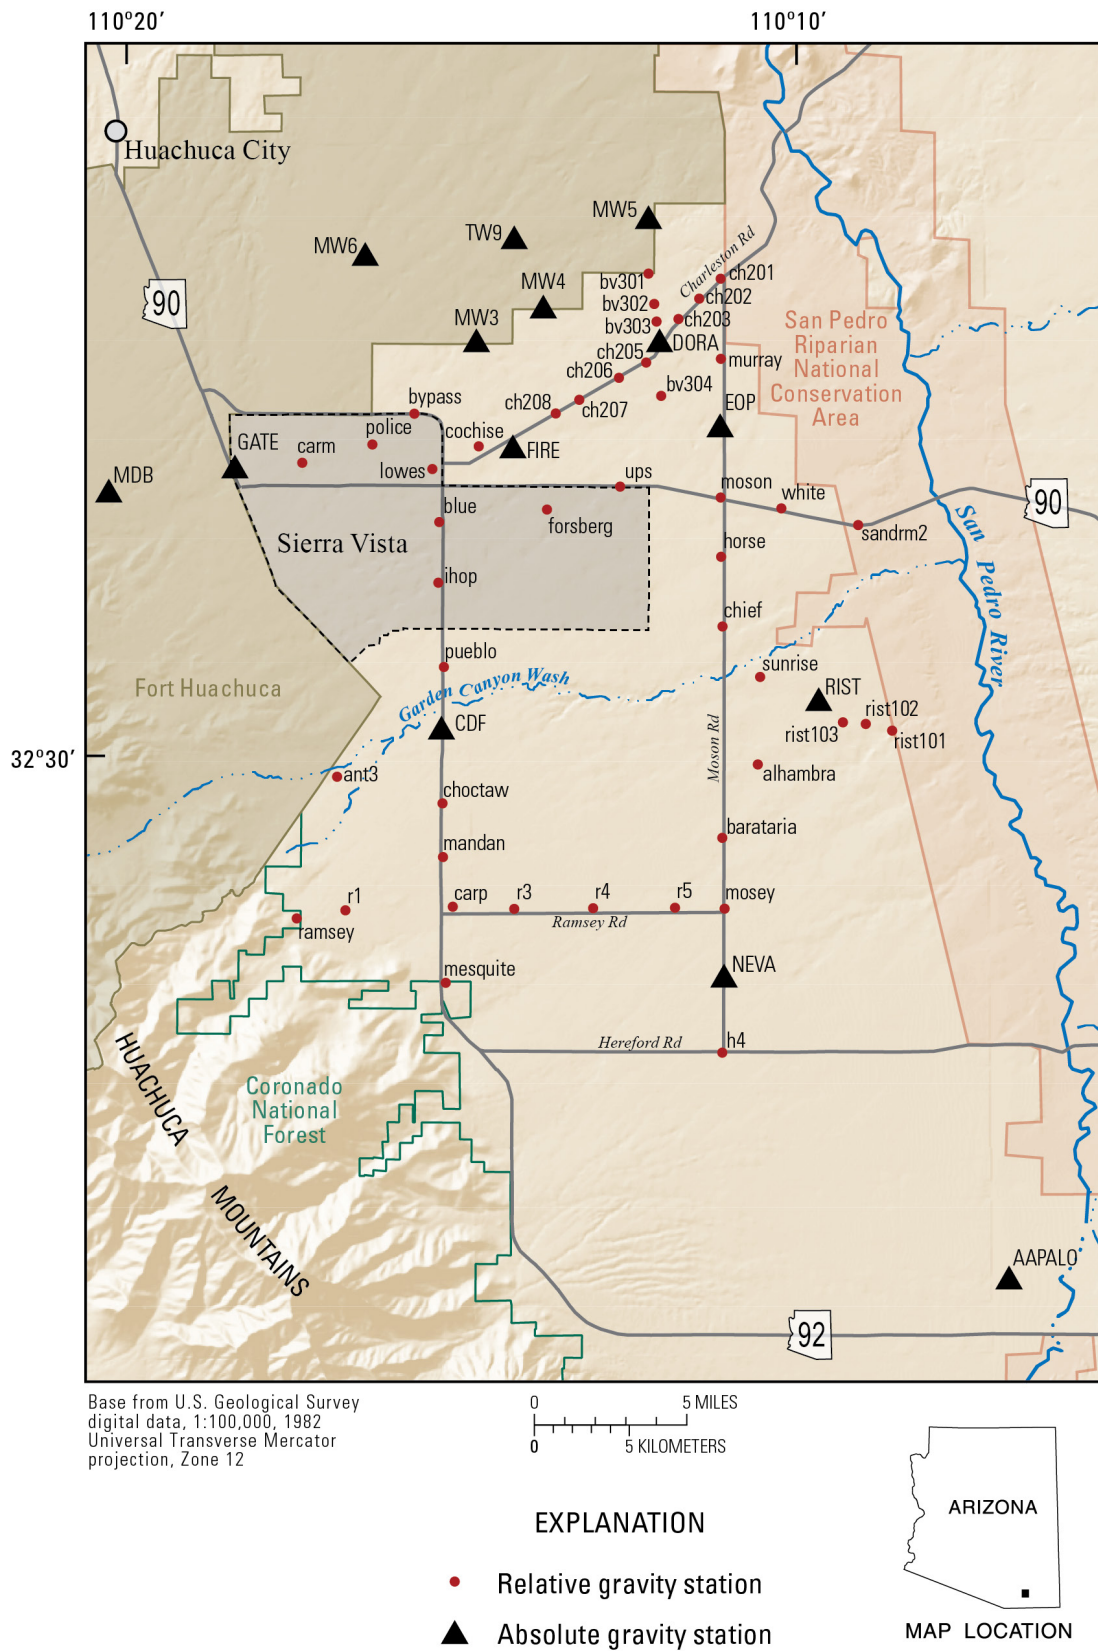 110°20′
110°10′
Huachuca City
MW5
TW9
MW6
Charleston Rd
ch201
bv301
MW4
90
ch202
bv302
MW3
ch203
bv303
San Pedro
Riparian
National
Conservation
Area
DORA
ch205
murray
ch206
bv304
bypass
ch208
ch207
EOP
police
cochise
GATE
carm
FIRE
lowes
MDB
ups
moson
white
90
blue
forsberg
sandrm2
San Pedro River
Sierra Vista
horse
ihop
chief
pueblo
sunrise
Garden Canyon Wash
Fort Huachuca
RIST
rist102
CDF
rist103
rist101
Moson Rd
32°30′
ant3
alhambra
choctaw
barataria
mandan
r1
carp
r3
r4
r5
mosey
ramsey
Ramsey Rd
mesquite
NEVA
Hereford Rd
h4
HUACHUCA
MOUNTAINS
Coronado
National
Forest
AAPALO
92
Base from U.S. Geological Survey
digital data, 1:100,000, 1982
Universal Transverse Mercator
projection, Zone 12
0 5 MILES
0 5 KILOMETERS
EXPLANATION
Relative gravity station
Absolute gravity station
ARIZONA
MAP LOCATION